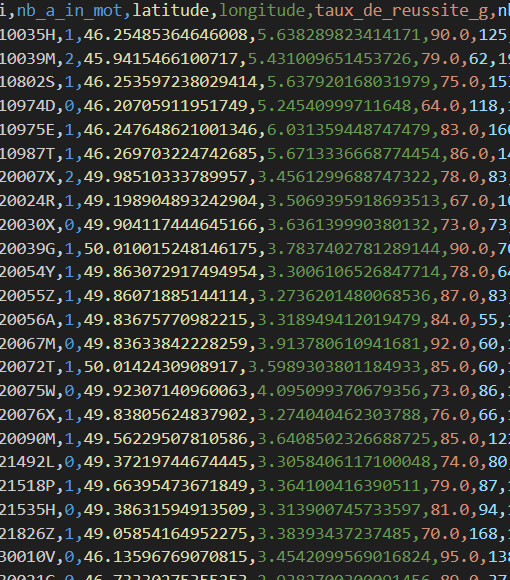 i,nb_a_in_mot,latitude,longitude,taux_de_reussite_g,nb
10035H,1,46.25485364646008,5.638289823414171,90.0,125,
10039M,2,45.9415466100717,5.431009651453726,79.0,62,19
10802S,1,46.253597238029414,5.637920168031979,75.0,153
10974D,0,46.20705911951749,5.24540999711648,64.0,118,1
10975E,1,46.247648621001346,6.031359448747479,83.0,160
10987T,1,46.269703224742685,5.6713336668774454,86.0,14
20007X,2,49.98510333789957,3.4561299688747322,78.0,83,
20024R,1,49.198904893242904,3.5069395918693513,67.0,10
20030X,0,49.904117444645166,3.636139990380132,73.0,73,
20039G,1,50.010015248146175,3.7837402781289144,90.0,70
20054Y,1,49.863072917494954,3.3006106526847714,78.0,64
20055Z,1,49.86071885144114,3.2736201480068536,87.0,83,
20056A,1,49.83675770982215,3.318949412019479,84.0,55,1
20067M,0,49.83633842228259,3.913780610941681,92.0,60,1
20072T,1,50.0142430908917,3.5989303801184933,85.0,60,1
20075W,0,49.92307140960063,4.095099370679356,73.0,86,1
20076X,1,49.83805624837902,3.274040462303788,76.0,66,1
20090M,1,49.56229507810586,3.6408502326688725,85.0,122
21492L,0,49.37219744674445,3.3058406117100048,74.0,80,
21518P,1,49.66395473671849,3.364100416390511,79.0,87,1
21535H,0,49.38631594913509,3.313900745733597,81.0,94,1
21826Z,1,49.05854164952275,3.38393437237485,70.0,168,1
30010V,0,46.13596769070815,3.4542099569016824,95.0,138